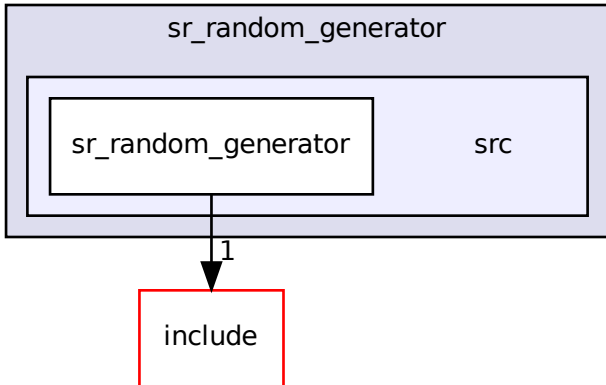 sr_random_generator
sr_random_generator
src
1
include